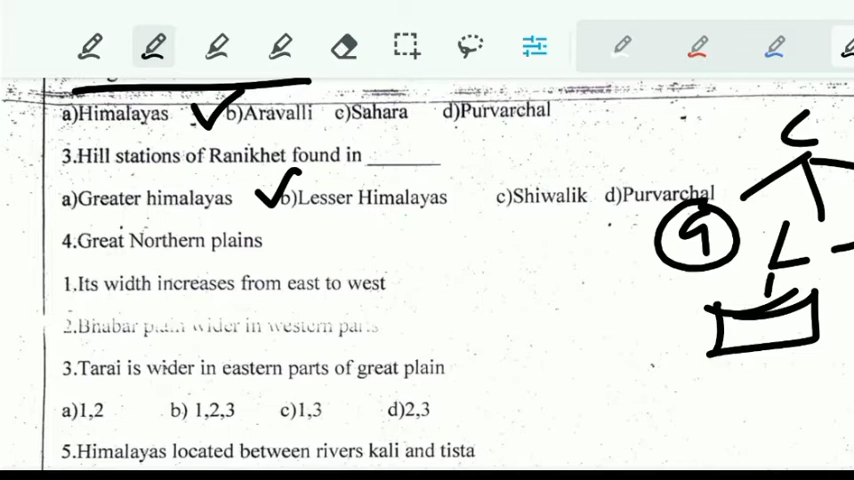 a)Himalayas b)Aravalli c)Sahara d)Purvarchal
3.Hill stations of Ranikhet found in ________
a)Greater himalayas b)Lesser Himalayas c)Shiwalik d)Purvarchal
C
4.Great Northern plains
G
L
1.Its width increases from east to west
2.Bhabar plain wider in western parts
3.Tarai is wider in eastern parts of great plain
a)1,2 b) 1,2,3 c)1,3 d)2,3
5.Himalayas located between rivers kali and tista